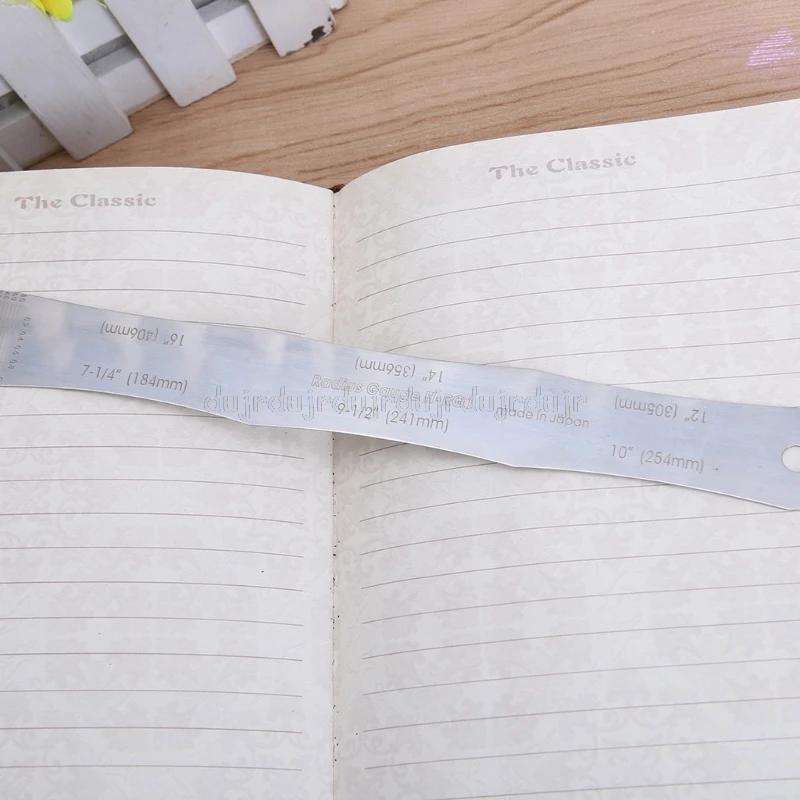 The Classic
The Classic
16" (406mm)
14" (356mm)
12" (305mm)
Radius Gauge
dujrdujrdujrdujrdujrdujrdujr
made in Japan
7-1/4" (184mm)
9-1/2" (241mm)
10" (254mm)